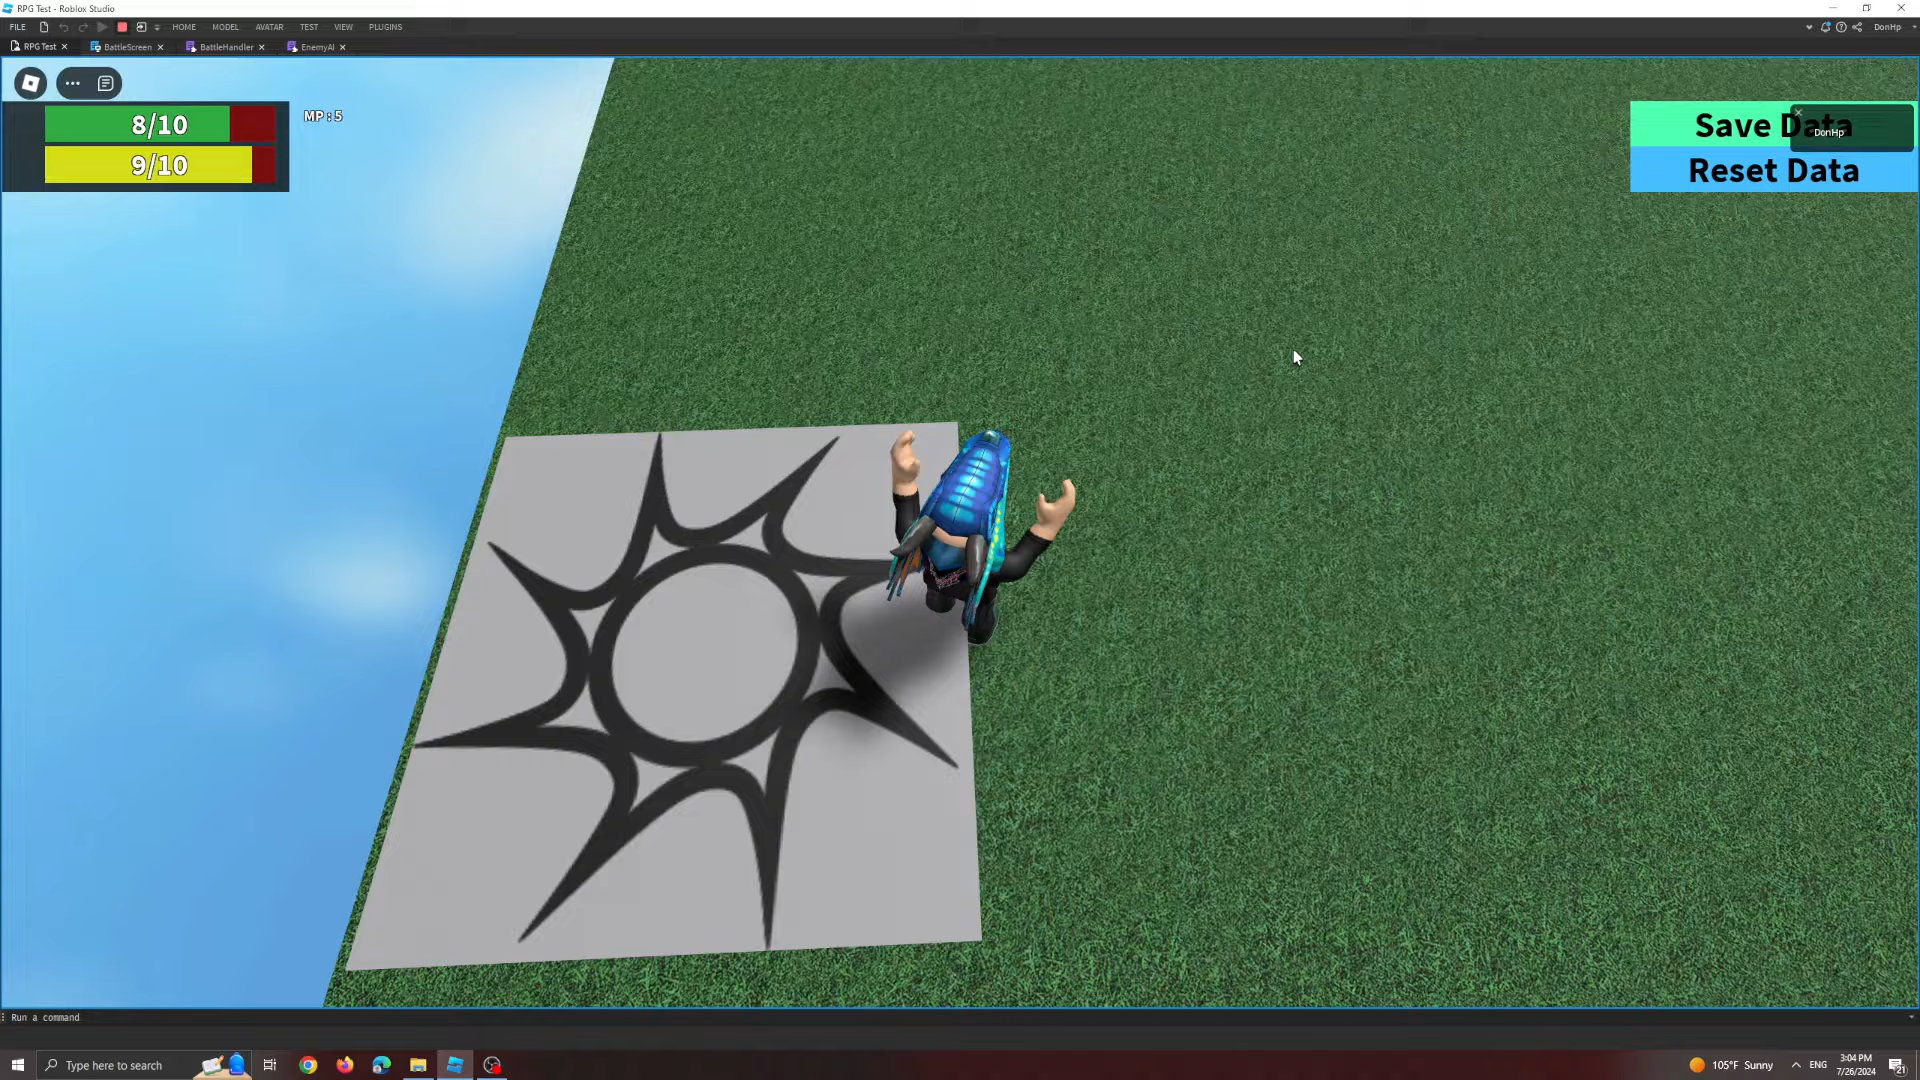 RPG Test - Roblox Studio
FILE HOME MODEL AVATAR TEST VIEW PLUGINS DonHp
RPG Test BattleScreen BattleHandler EnemyAI
8/10 MP : 5
9/10
Save Data
DonHp
Reset Data
Run a command
Type here to search
105°F Sunny ENG
3:04 PM
7/26/2024
21